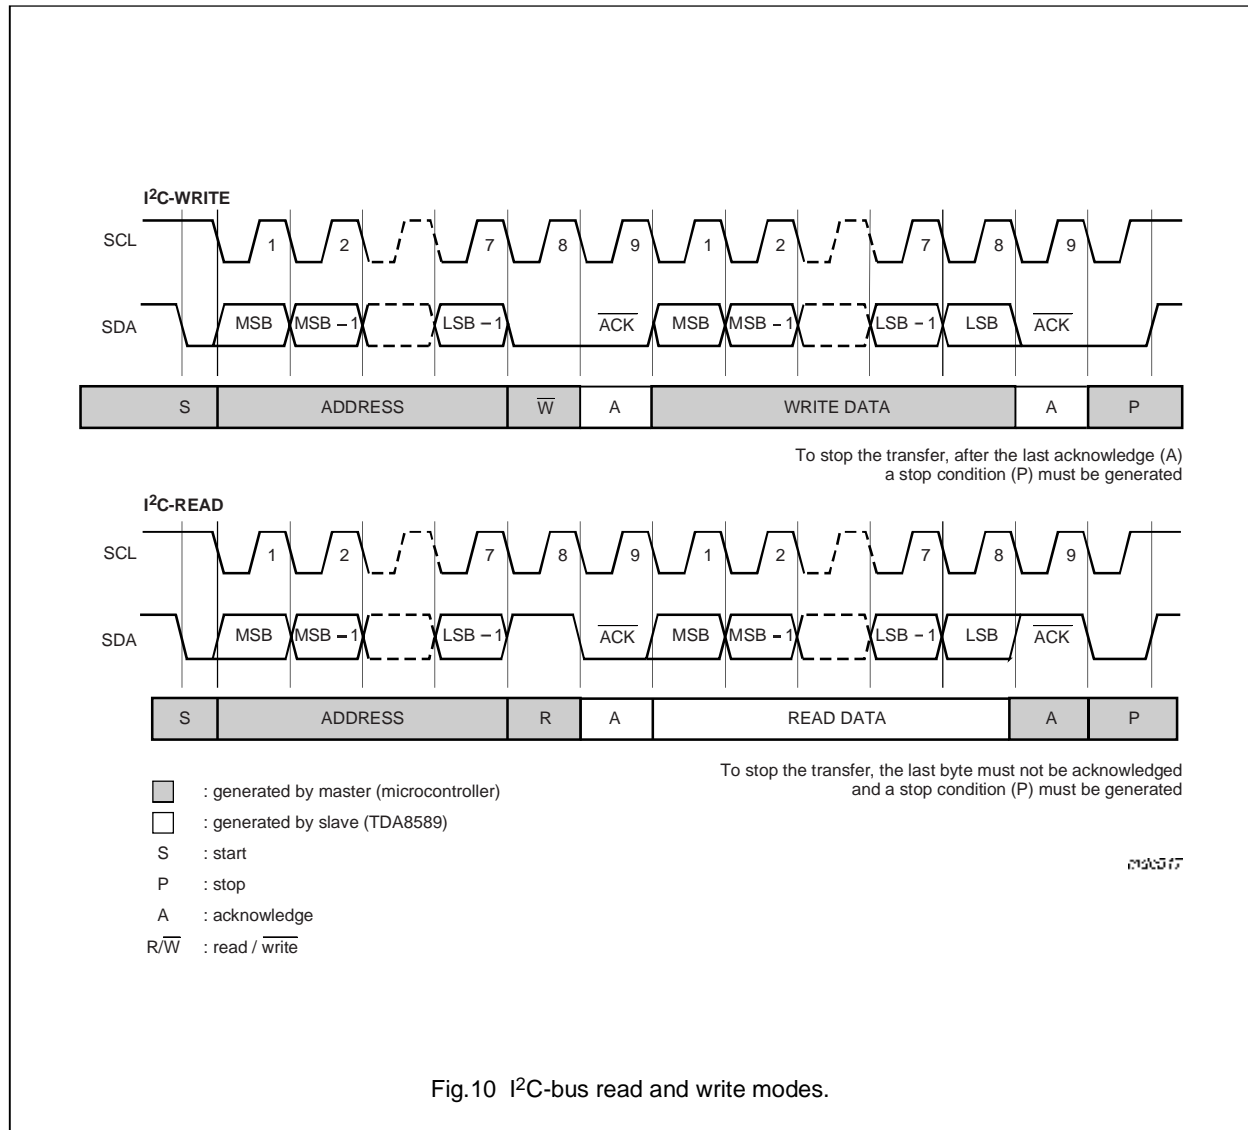 I²C-WRITE
SCL 1 2 7 8 9 1 2 7 8 9
SDA MSB MSB − 1 LSB − 1 ACK MSB MSB − 1 LSB − 1 LSB ACK
S ADDRESS W A WRITE DATA A P
To stop the transfer, after the last acknowledge (A)
a stop condition (P) must be generated
I²C-READ
SCL 1 2 7 8 9 1 2 7 8 9
SDA MSB MSB − 1 LSB − 1 ACK MSB MSB − 1 LSB − 1 LSB ACK
S ADDRESS R A READ DATA A P
To stop the transfer, the last byte must not be acknowledged
and a stop condition (P) must be generated
: generated by master (microcontroller)
: generated by slave (TDA8589)
S : start
P : stop
A : acknowledge
R/W : read / write
Fig.10 I²C-bus read and write modes.